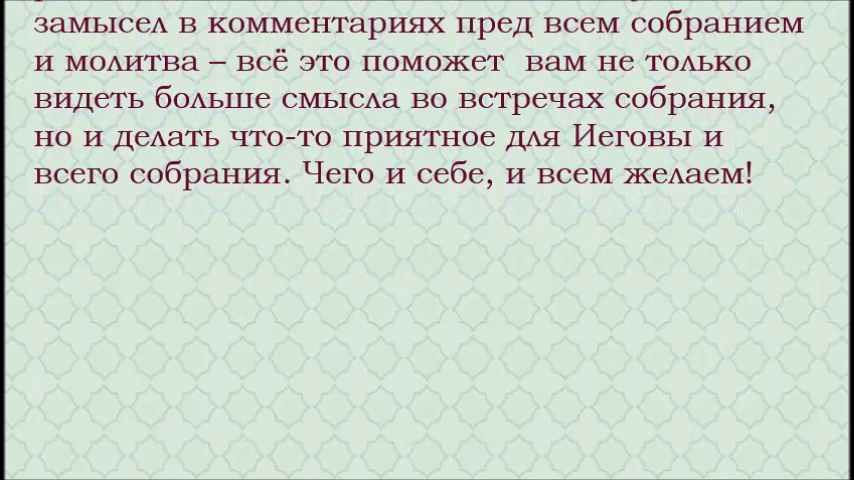 замысел в комментариях пред всем собранием
и молитва – всё это поможет  вам не только
видеть больше смысла во встречах собрания,
но и делать что-то приятное для Иеговы и
всего собрания. Чего и себе, и всем желаем!